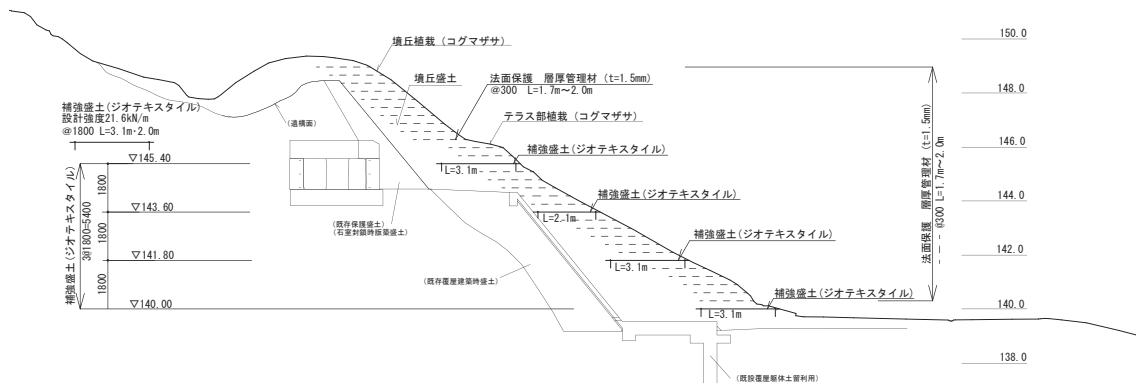 150.0
148.0
146.0
144.0
142.0
140.0
138.0
墳丘植栽（コグマザサ）
墳丘盛土
法面保護　層厚管理材（t=1.5mm）
@300　L=1.7m～2.0m
テラス部植栽（コグマザサ）
補強盛土(ジオテキスタイル)
L=3.1m
補強盛土(ジオテキスタイル)
L=2.1m
補強盛土(ジオテキスタイル)
L=3.1m
補強盛土(ジオテキスタイル)
L=3.1m
補強盛土(ジオテキスタイル)
設計強度21.6kN/m
@1800 L=3.1m・2.0m
▽145.40
▽143.60
▽141.80
▽140.00
1800
1800
1800
3@1800=5400
補強盛土(ジオテキスタイル)
(遺構面)
(既存保護盛土)
(石室封鎖時版築盛土)
(既存覆屋建築時盛土)
(既設覆屋躯体土留利用)
法面保護　層厚管理材（t=1.5mm）
@300 L=1.7m～2.0m